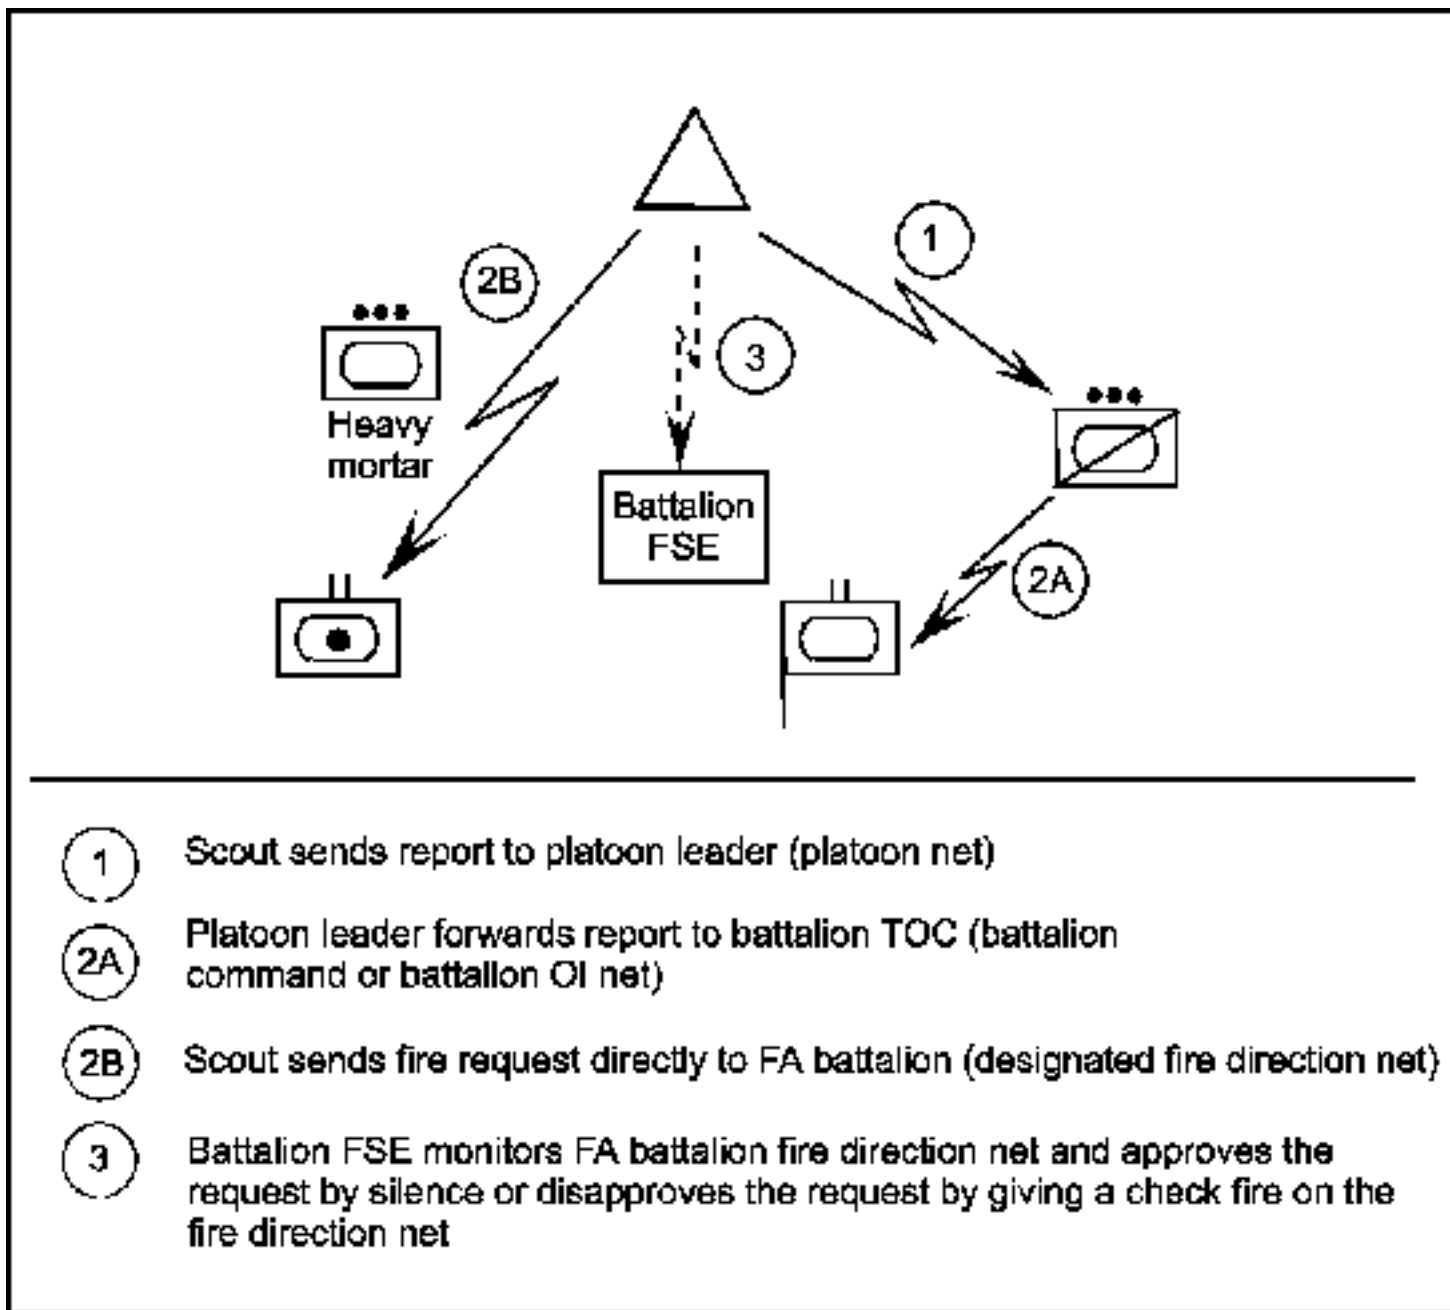 1
2B
3
Heavy
mortar
Battalion
FSE
2A
1 Scout sends report to platoon leader (platoon net)
2A Platoon leader forwards report to battalion TOC (battalion
command or battalion OI net)
2B Scout sends fire request directly to FA battalion (designated fire direction net)
3 Battalion FSE monitors FA battalion fire direction net and approves the
request by silence or disapproves the request by giving a check fire on the
fire direction net